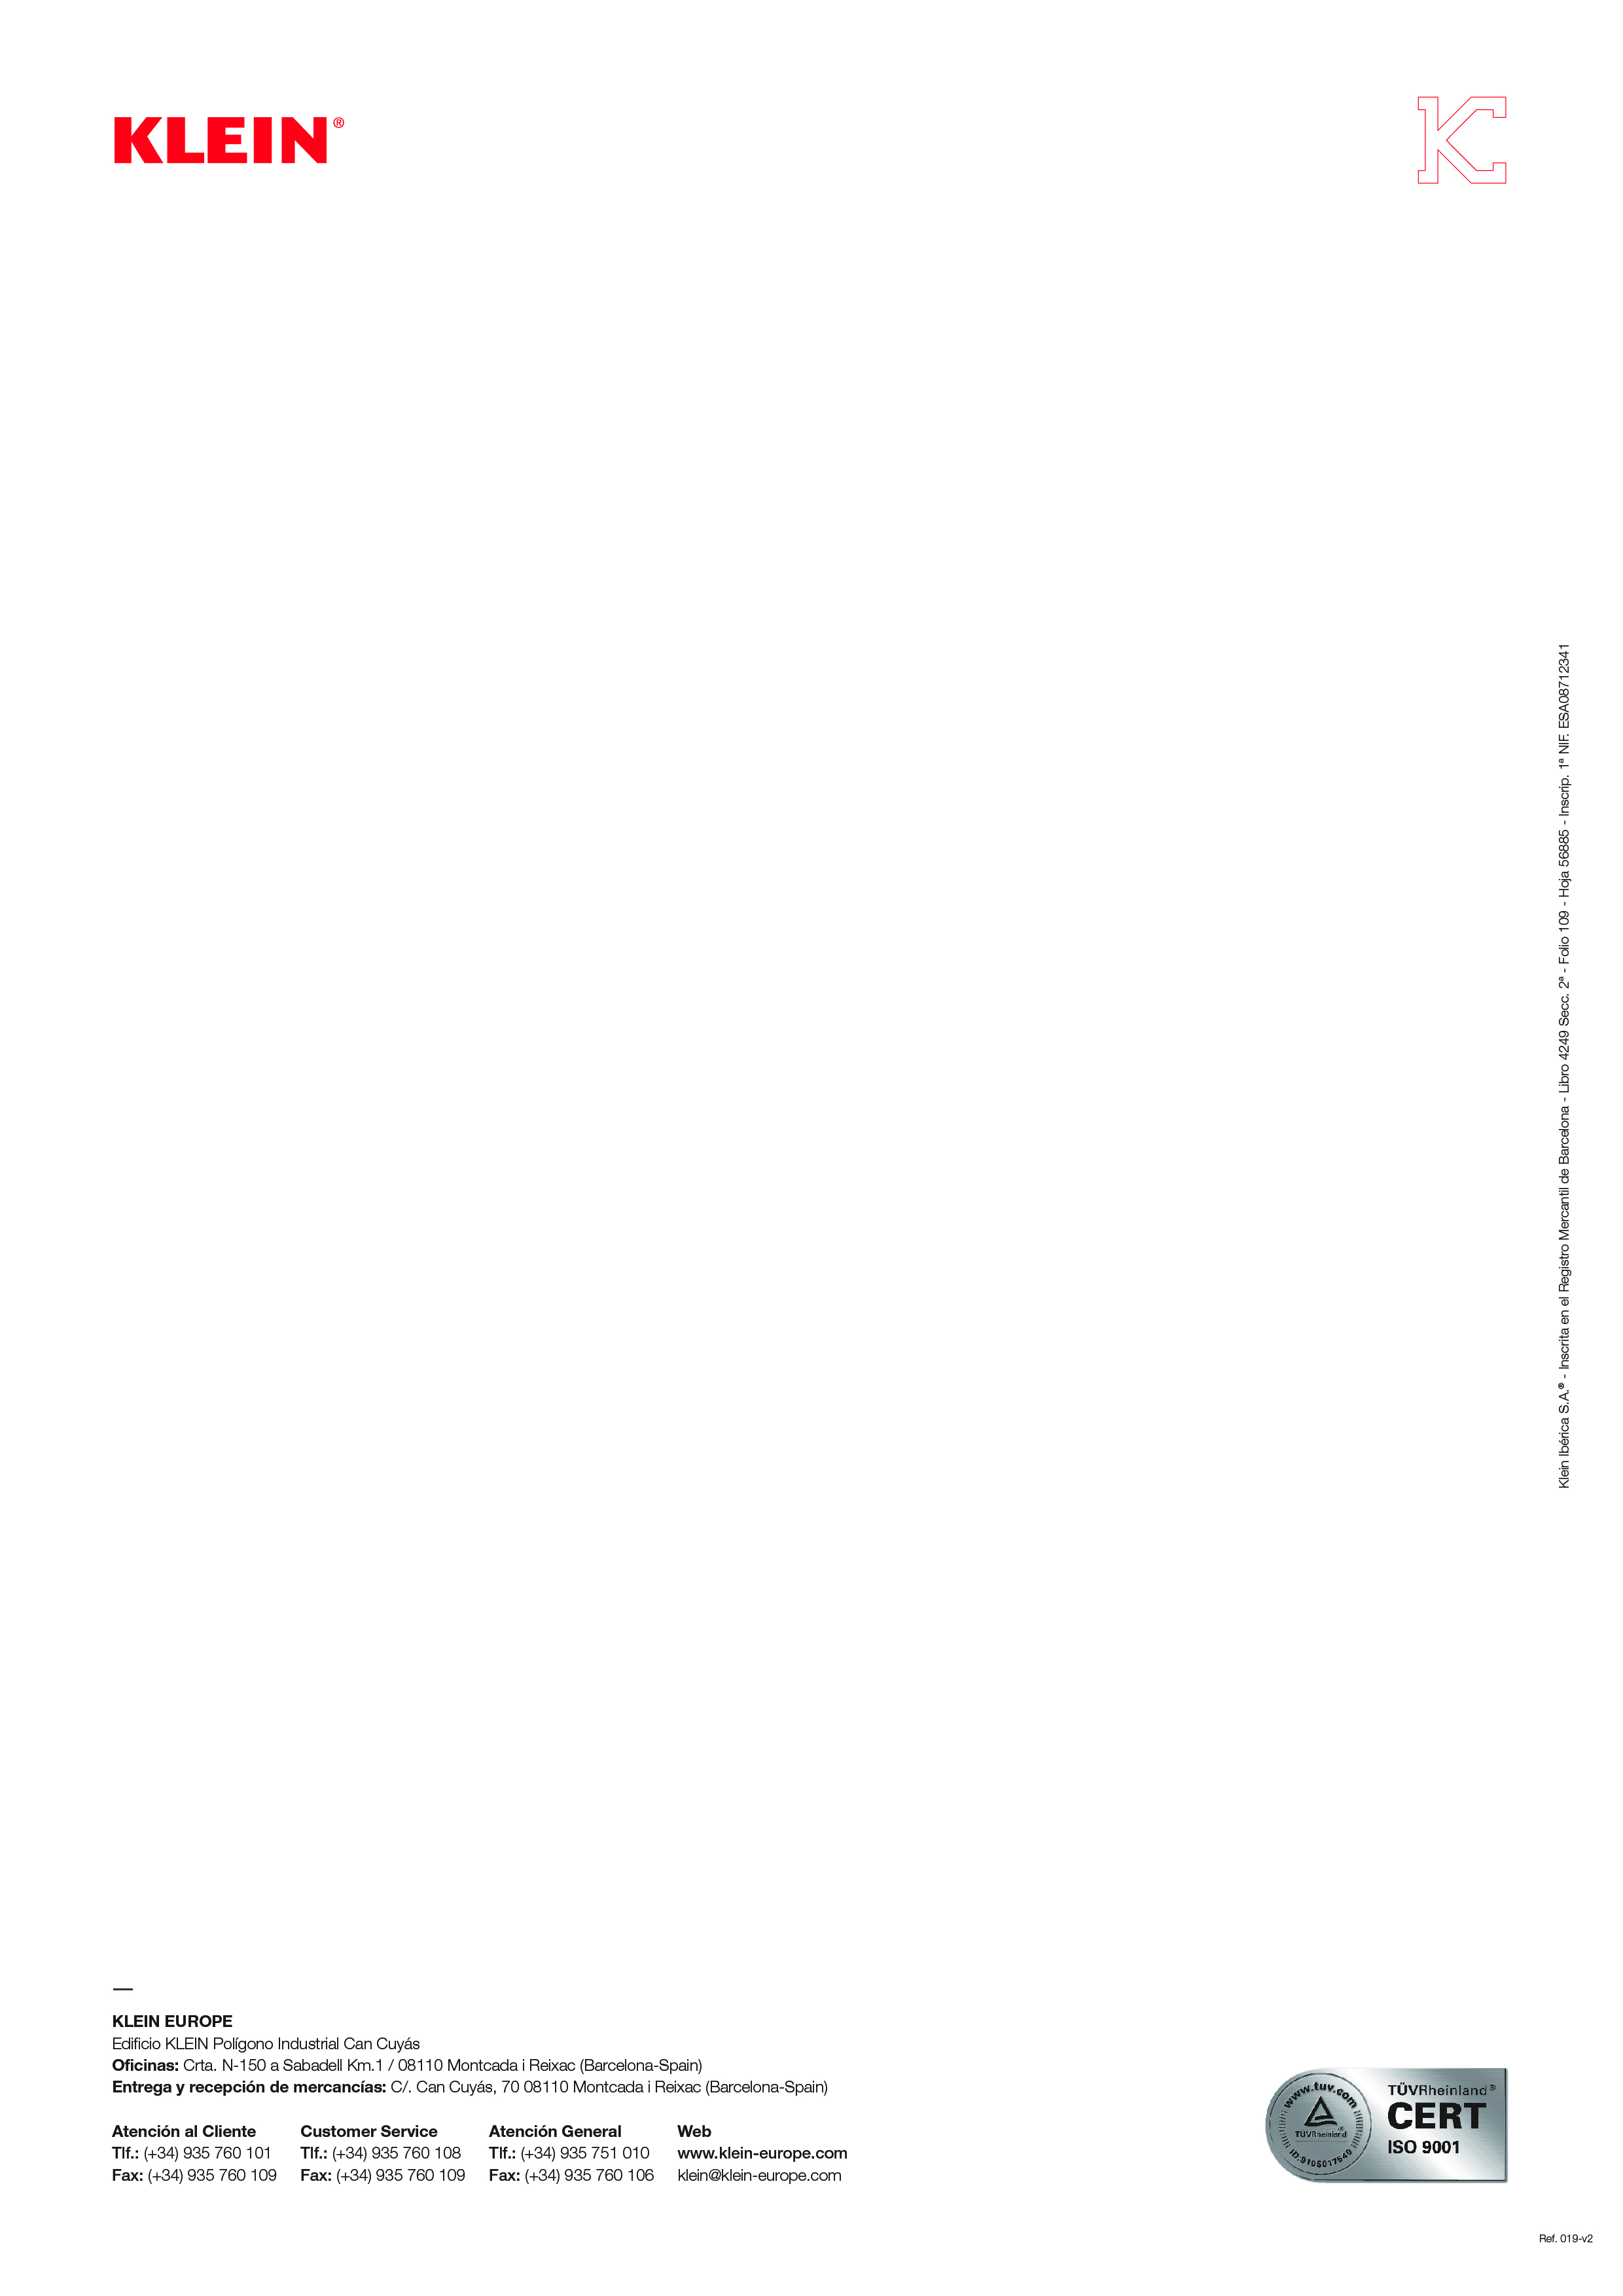 KLEIN®
K
Klein Ibérica S.A.® - Inscrita en el Registro Mercantil de Barcelona - Libro 4249 Secc. 2ª - Folio 109 - Hoja 56885 - Inscrip. 1ª NIF. ESA08712341
KLEIN EUROPE
Edificio KLEIN Polígono Industrial Can Cuyás
Oficinas: Crta. N-150 a Sabadell Km.1 / 08110 Montcada i Reixac (Barcelona-Spain)
Entrega y recepción de mercancías: C/. Can Cuyás, 70 08110 Montcada i Reixac (Barcelona-Spain)
Atención al Cliente
Tlf.: (+34) 935 760 101
Fax: (+34) 935 760 109
Customer Service
Tlf.: (+34) 935 760 108
Fax: (+34) 935 760 109
Atención General
Tlf.: (+34) 935 751 010
Fax: (+34) 935 760 106
Web
www.klein-europe.com
klein@klein-europe.com
www.tuv.com
TÜVRheinland®
ID:9105017640
TÜVRheinland®
CERT
ISO 9001
Ref. 019-v2